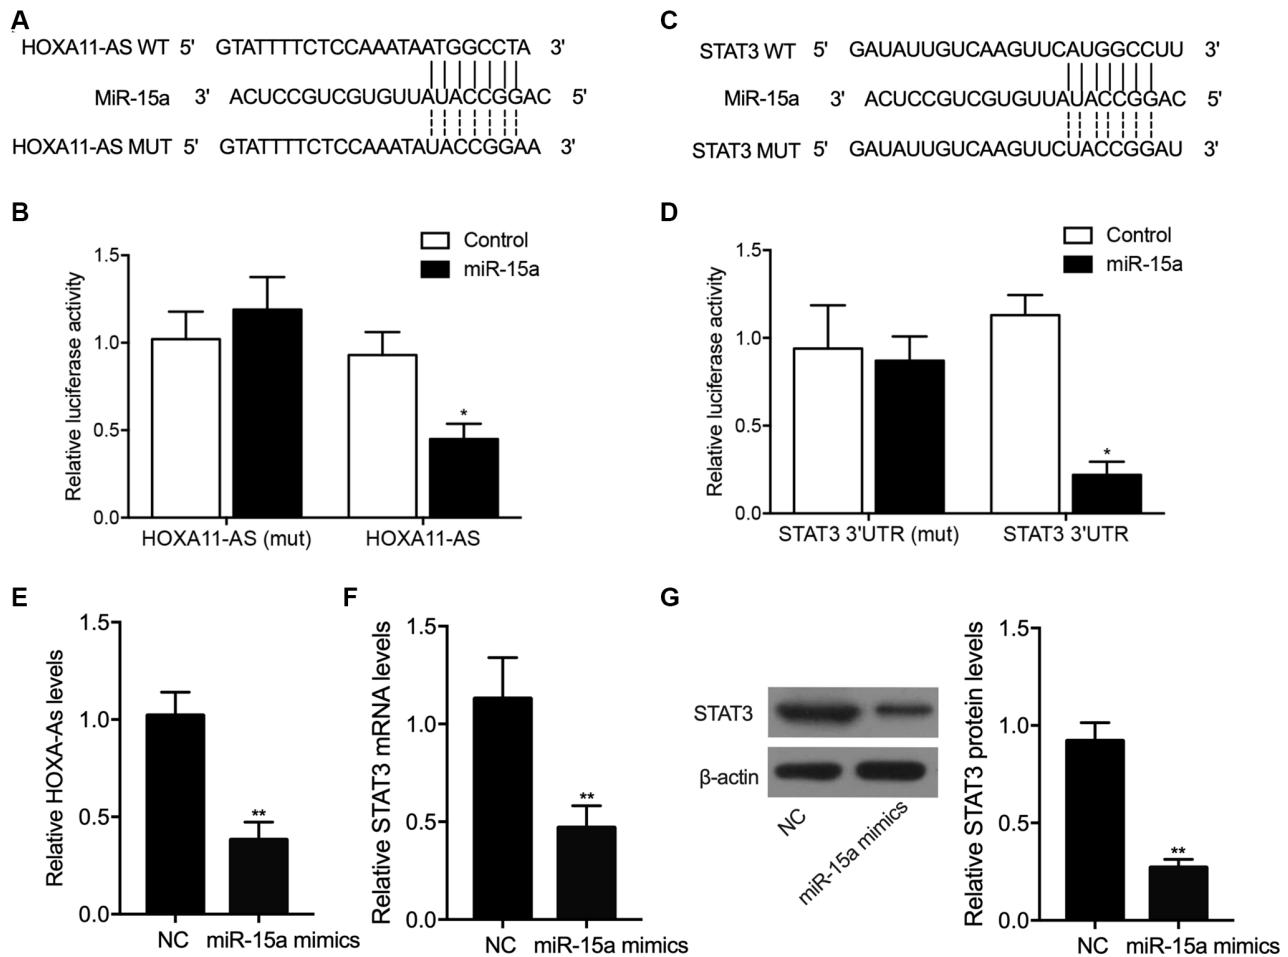 A
HOXA11-AS WT 5' GTATTTTCTCCAAATAATGGCCTA 3'
MiR-15a 3' ACUCCGUCGUGUUAUACCGGAC 5'
HOXA11-AS MUT 5' GTATTTTCTCCAAATAUACCGGAA 3'
C
STAT3 WT 5' GAUAUUGUCAAGUUCAUGGCCUU 3'
MiR-15a 3' ACUCCGUCGUGUUAUACCGGAC 5'
STAT3 MUT 5' GAUAUUGUCAAGUUCUACCGGAU 3'
B
Relative luciferase activity
1.5
1.0
0.5
0.0
Control
miR-15a
*
HOXA11-AS (mut)
HOXA11-AS
D
Relative luciferase activity
1.5
1.0
0.5
0.0
Control
miR-15a
*
STAT3 3'UTR (mut)
STAT3 3'UTR
E
Relative HOXA-As levels
1.5
1.0
0.5
0.0
**
NC
miR-15a mimics
F
Relative STAT3 mRNA levels
1.5
1.0
0.5
0.0
**
NC
miR-15a mimics
G
STAT3
β-actin
NC
miR-15a mimics
Relative STAT3 protein levels
1.5
1.0
0.5
0.0
**
NC
miR-15a mimics